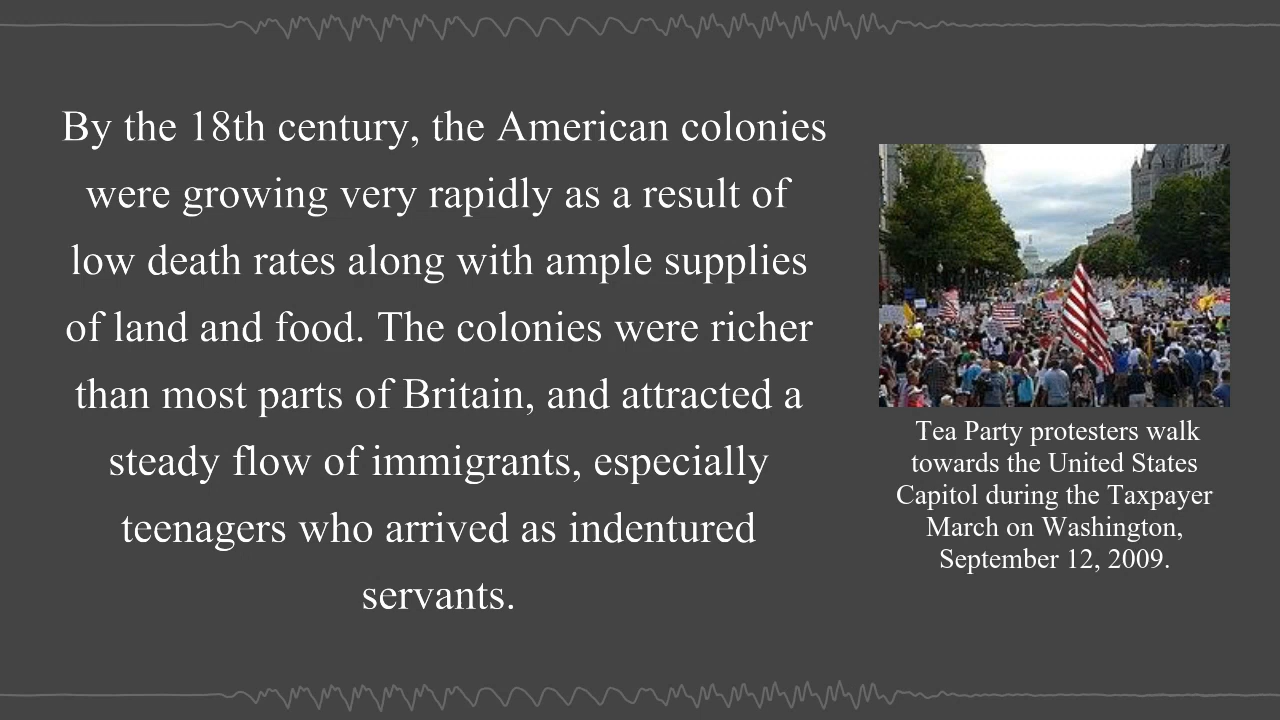 By the 18th century, the American colonies
were growing very rapidly as a result of
low death rates along with ample supplies
of land and food. The colonies were richer
than most parts of Britain, and attracted a
steady flow of immigrants, especially
teenagers who arrived as indentured
servants.
Tea Party protesters walk
towards the United States
Capitol during the Taxpayer
March on Washington,
September 12, 2009.